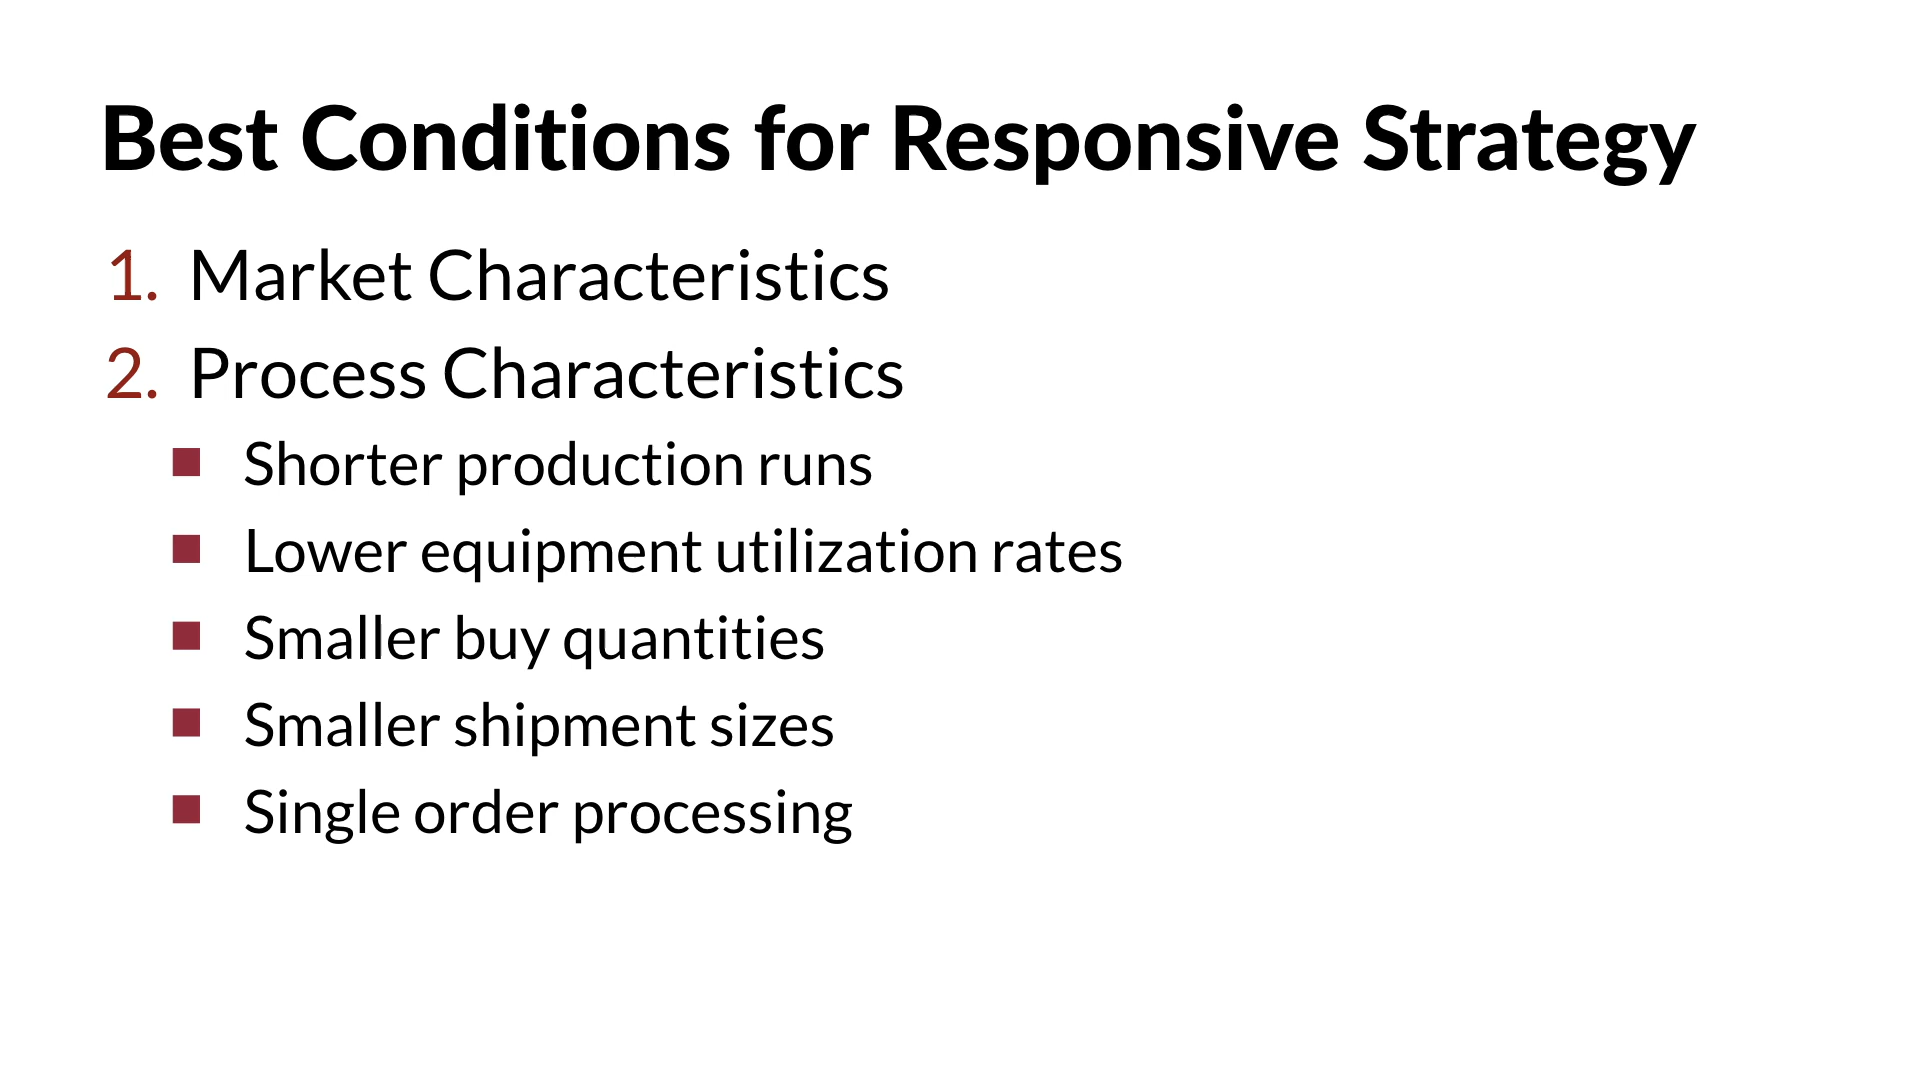 Best Conditions for Responsive Strategy
1. Market Characteristics
2. Process Characteristics
■ Shorter production runs
■ Lower equipment utilization rates
■ Smaller buy quantities
■ Smaller shipment sizes
■ Single order processing